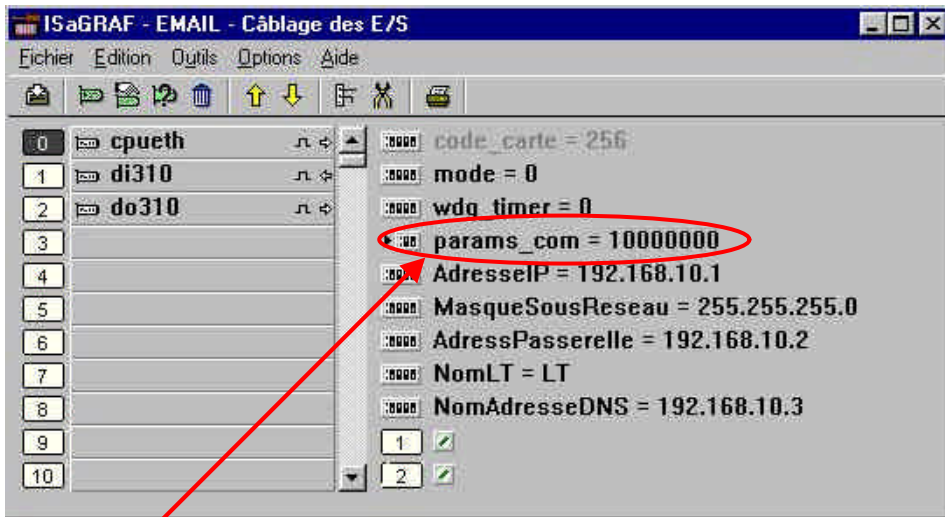 ISaGRAF - EMAIL - Câblage des E/S
Fichier Edition Outils Options Aide
0 cpueth
1 di310
2 do310
3
4
5
6
7
8
9
10
code_carte = 256
mode = 0
wdg_timer = 0
params_com = 10000000
AdresseIP = 192.168.10.1
MasqueSousReseau = 255.255.255.0
AdressPasserelle = 192.168.10.2
NomLT = LT
NomAdresseDNS = 192.168.10.3
1
2